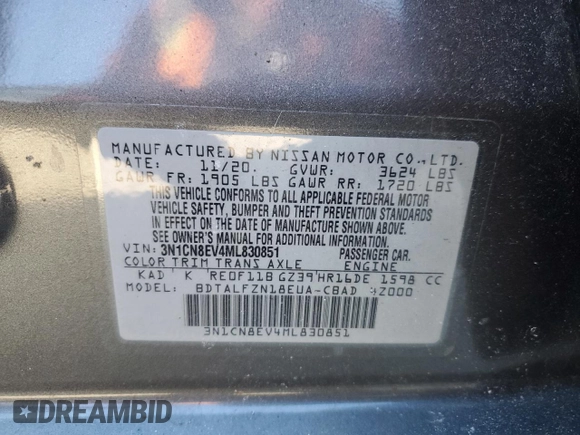 MANUFACTURED BY NISSAN MOTOR CO.,LTD.
DATE: 11/20. GVWR: 3624 LBS
GAWR FR: 1905 LBS GAWR RR: 1720 LBS
THIS VEHICLE CONFORMS TO ALL APPLICABLE FEDERAL MOTOR
VEHICLE SAFETY, BUMPER AND THEFT PREVENTION STANDARDS
IN EFFECT ON THE DATE OF MANUFACTURE SHOWN ABOVE.
SEE OWNER'S MANUAL FOR ADDITIONAL INFORMATION.
VIN: 3N1CN8EV4ML830851 PASSENGER CAR.
COLOR TRIM TRANS AXLE ENGINE
KAD K RE0F11B GZ39 HR16DE 1598 CC
MODEL: BDTALFZN18EUA-CBAD
3N1CN8EV4ML830851
DREAMBID